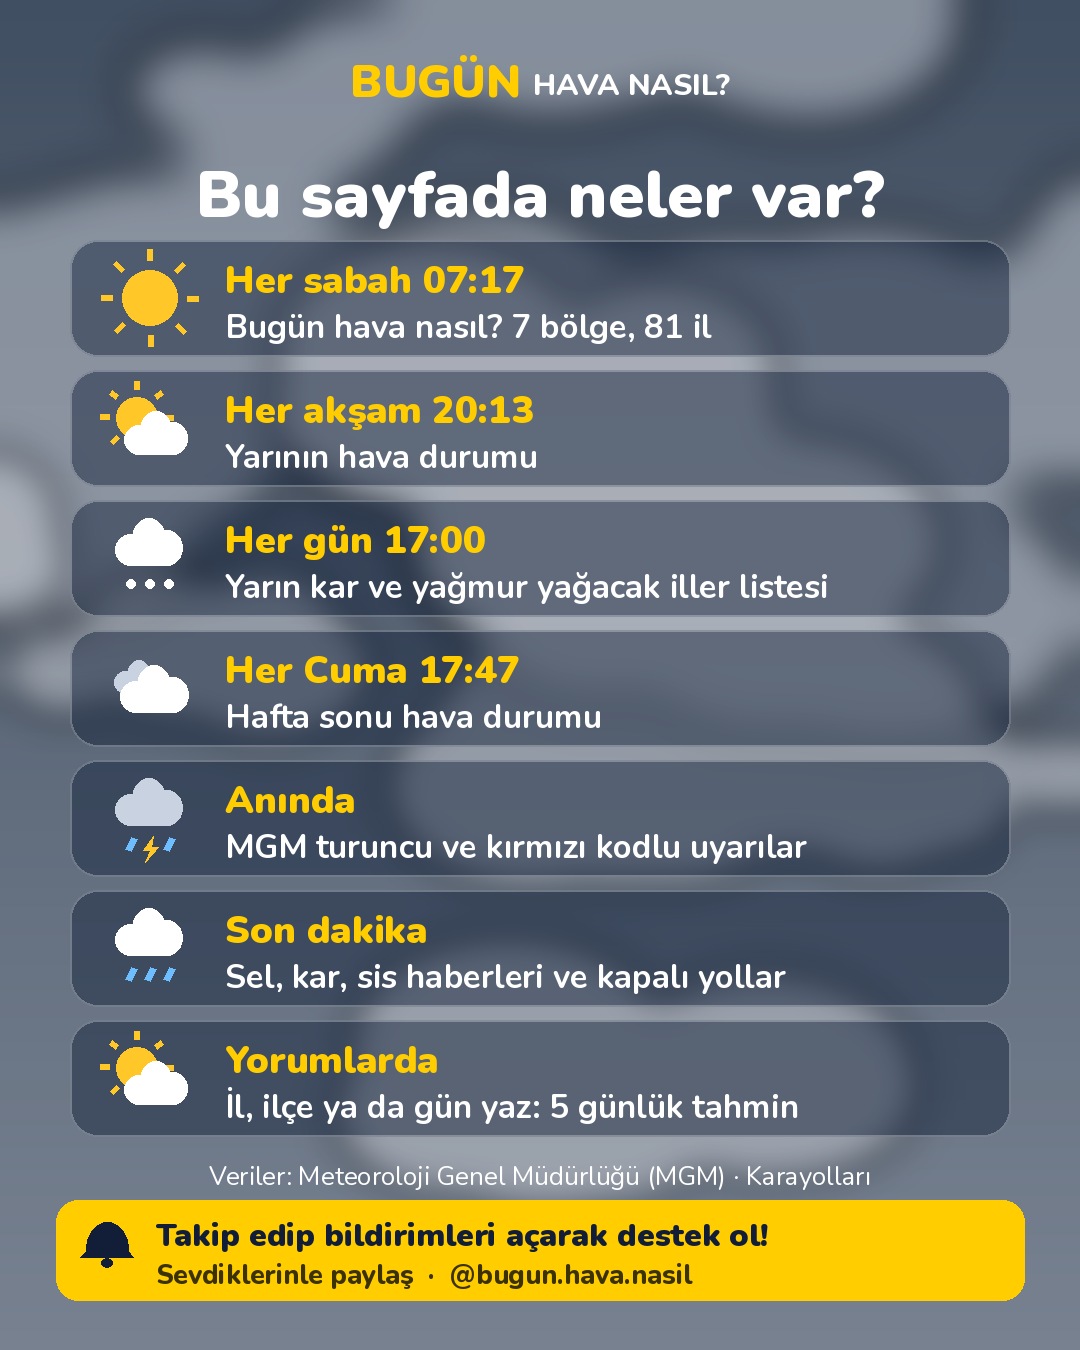 BUGÜN HAVA NASIL?
Bu sayfada neler var?
Her sabah 07:17
Bugün hava nasıl? 7 bölge, 81 il
Her akşam 20:13
Yarının hava durumu
Her gün 17:00
Yarın kar ve yağmur yağacak iller listesi
Her Cuma 17:47
Hafta sonu hava durumu
Anında
MGM turuncu ve kırmızı kodlu uyarılar
Son dakika
Sel, kar, sis haberleri ve kapalı yollar
Yorumlarda
İl, ilçe ya da gün yaz: 5 günlük tahmin
Veriler: Meteoroloji Genel Müdürlüğü (MGM) · Karayolları
Takip edip bildirimleri açarak destek ol!
Sevdiklerinle paylaş · @bugun.hava.nasil